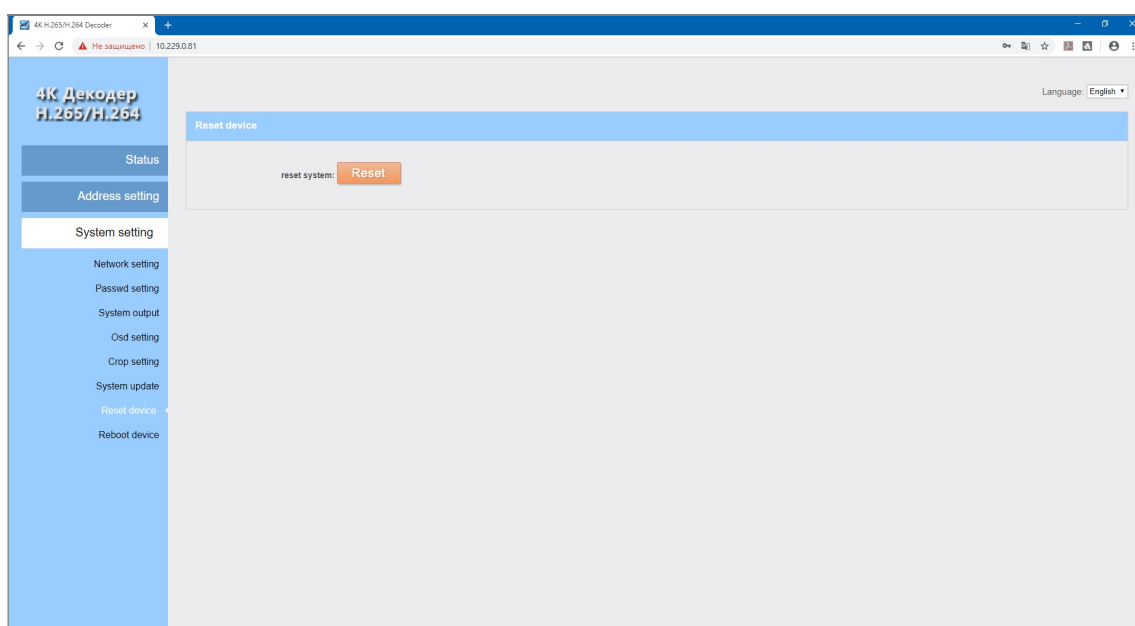 4K H.265/H.264 Decoder
Не защищено | 10.229.0.81
4К Декодер
H.265/H.264
Language: English
Reset device
Status
reset system: Reset
Address setting
System setting
Network setting
Passwd setting
System output
Osd setting
Crop setting
System update
Reset device
Reboot device